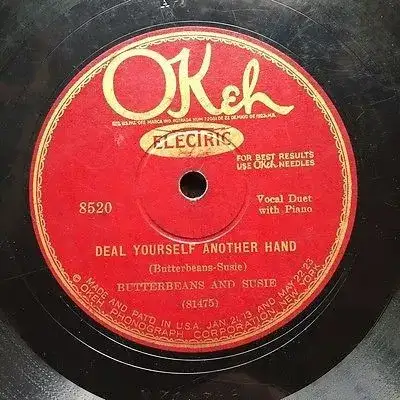 OKeh
ELECTRIC
FOR BEST RESULTS
USE OKeh NEEDLES
8520
Vocal Duet
with Piano
DEAL YOURSELF ANOTHER HAND
(Butterbeans-Susie)
BUTTERBEANS AND SUSIE
(81475)
MADE AND PAT'D IN U.S.A. JAN. 21, 13 AND MAY 22, 23
© OKEH PHONOGRAPH CORPORATION, NEW YORK